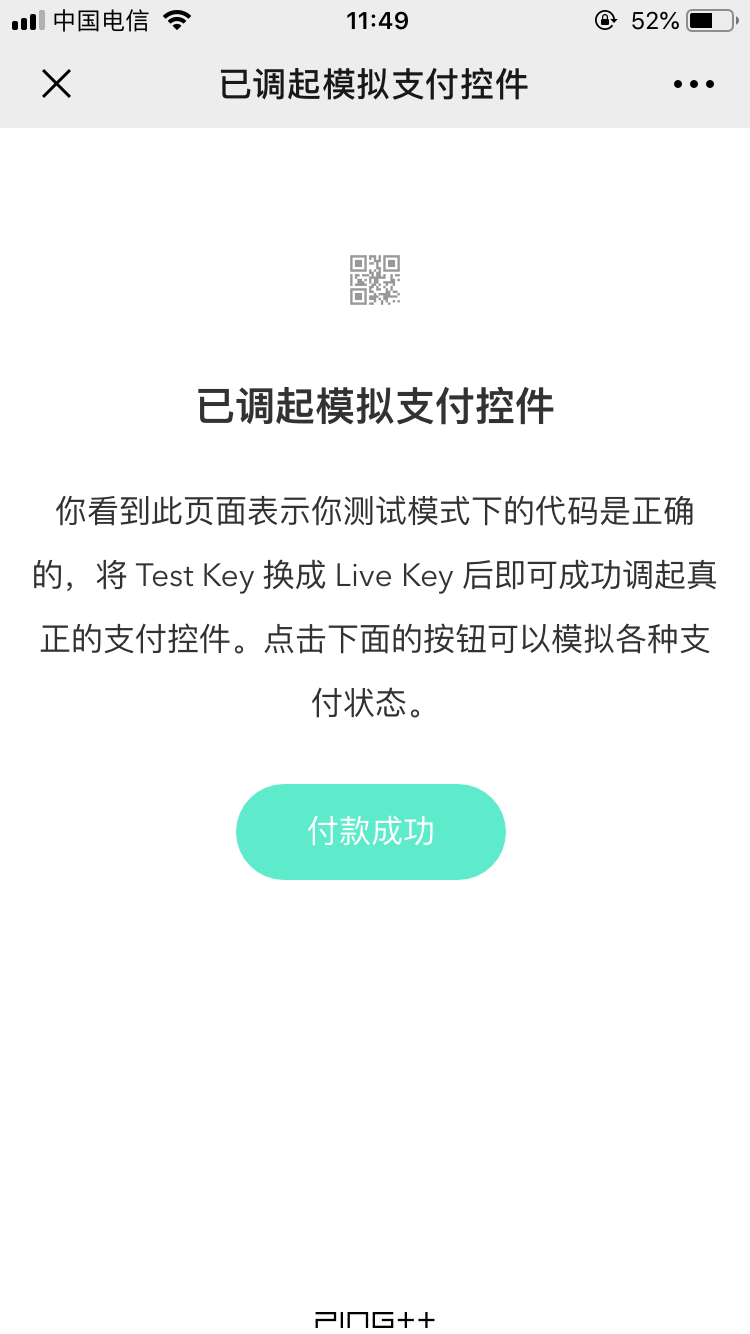 中国电信 11:49 52%
已调起模拟支付控件
已调起模拟支付控件
你看到此页面表示你测试模式下的代码是正确
的，将 Test Key 换成 Live Key 后即可成功调起真
正的支付控件。点击下面的按钮可以模拟各种支
付状态。
付款成功
PING++